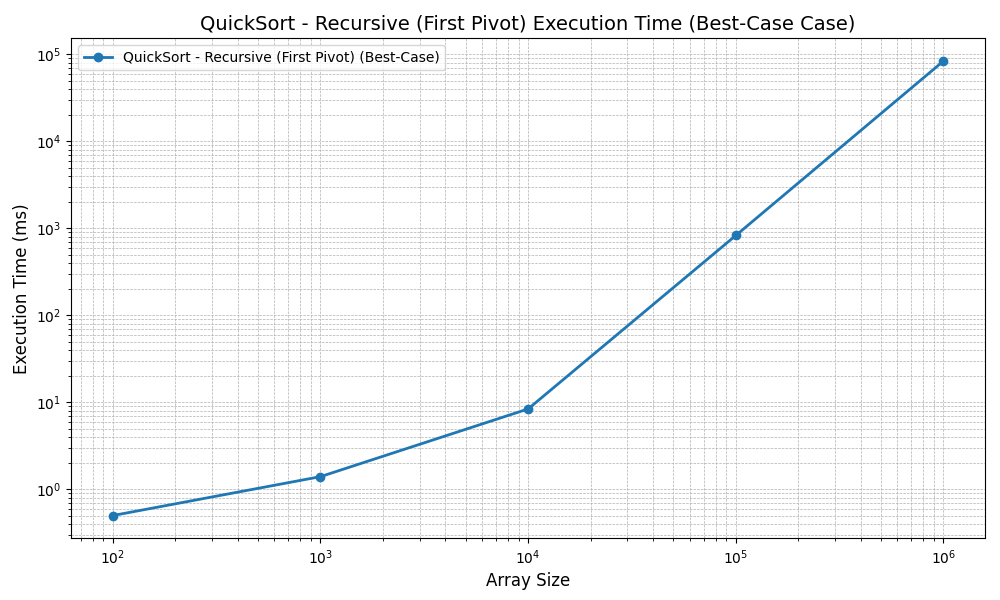 QuickSort - Recursive (First Pivot) Execution Time (Best-Case Case)
QuickSort - Recursive (First Pivot) (Best-Case)
Execution Time (ms)
10⁵
10⁴
10³
10²
10¹
10⁰
10²
10³
10⁴
10⁵
10⁶
Array Size